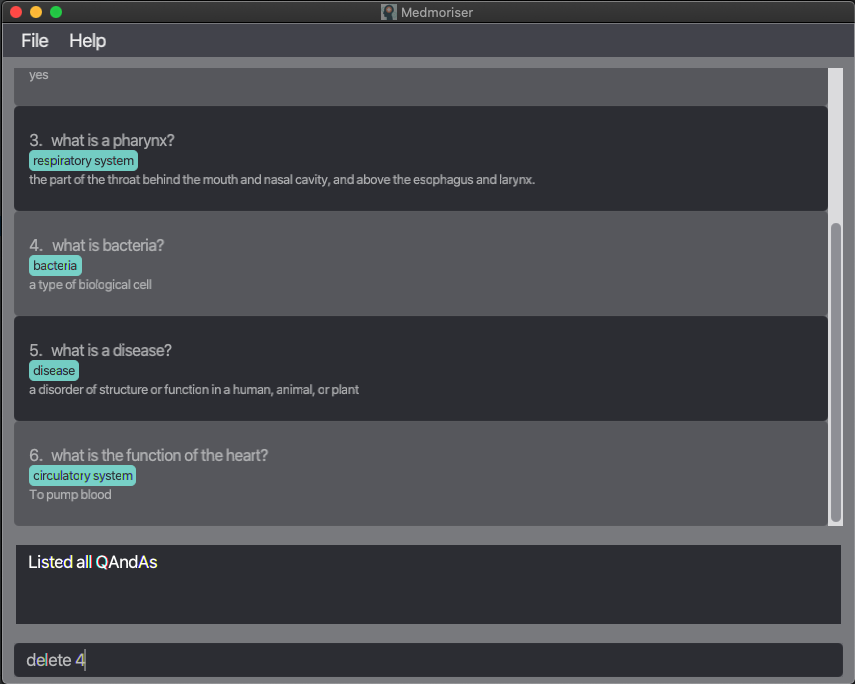 Medmoriser
File Help
yes
3. what is a pharynx?
respiratory system
the part of the throat behind the mouth and nasal cavity, and above the esophagus and larynx.
4. what is bacteria?
bacteria
a type of biological cell
5. what is a disease?
disease
a disorder of structure or function in a human, animal, or plant
6. what is the function of the heart?
circulatory system
To pump blood
Listed all QAndAs
delete 4